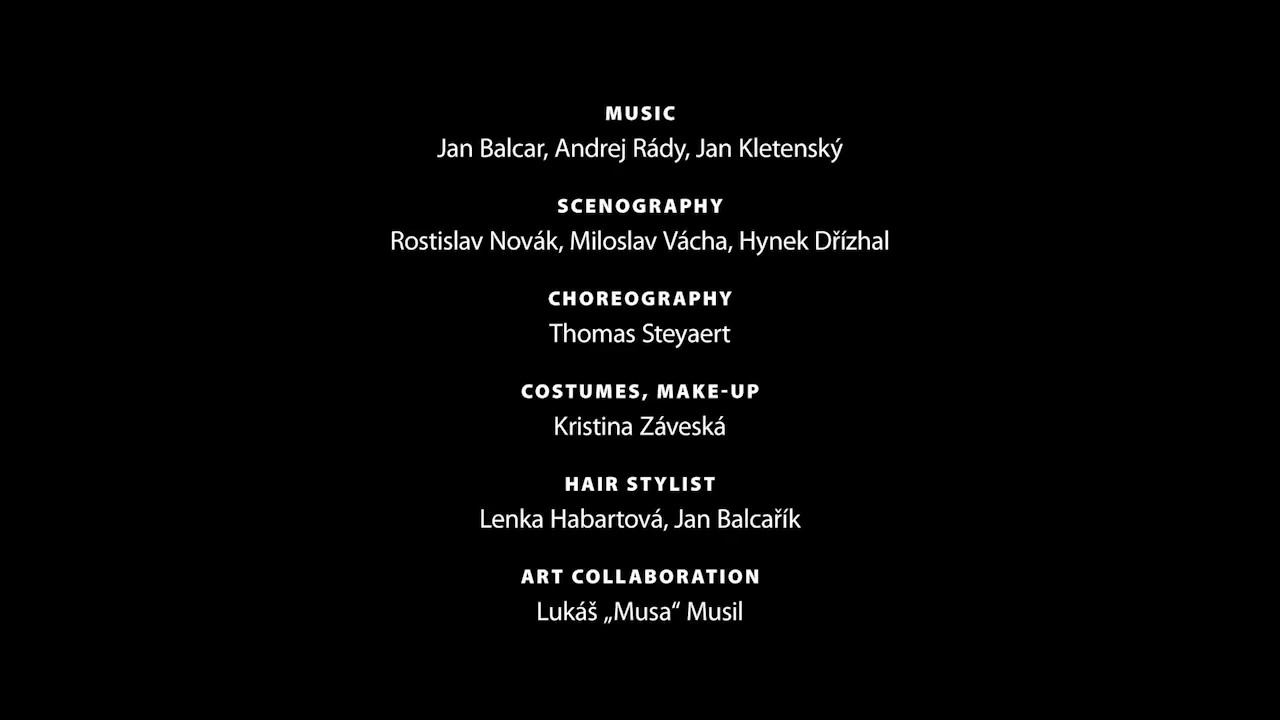 MUSIC
Jan Balcar, Andrej Rády, Jan Kletenský
SCENOGRAPHY
Rostislav Novák, Miloslav Vácha, Hynek Dřízhal
CHOREOGRAPHY
Thomas Steyaert
COSTUMES, MAKE-UP
Kristina Záveská
HAIR STYLIST
Lenka Habartová, Jan Balcařík
ART COLLABORATION
Lukáš „Musa“ Musil